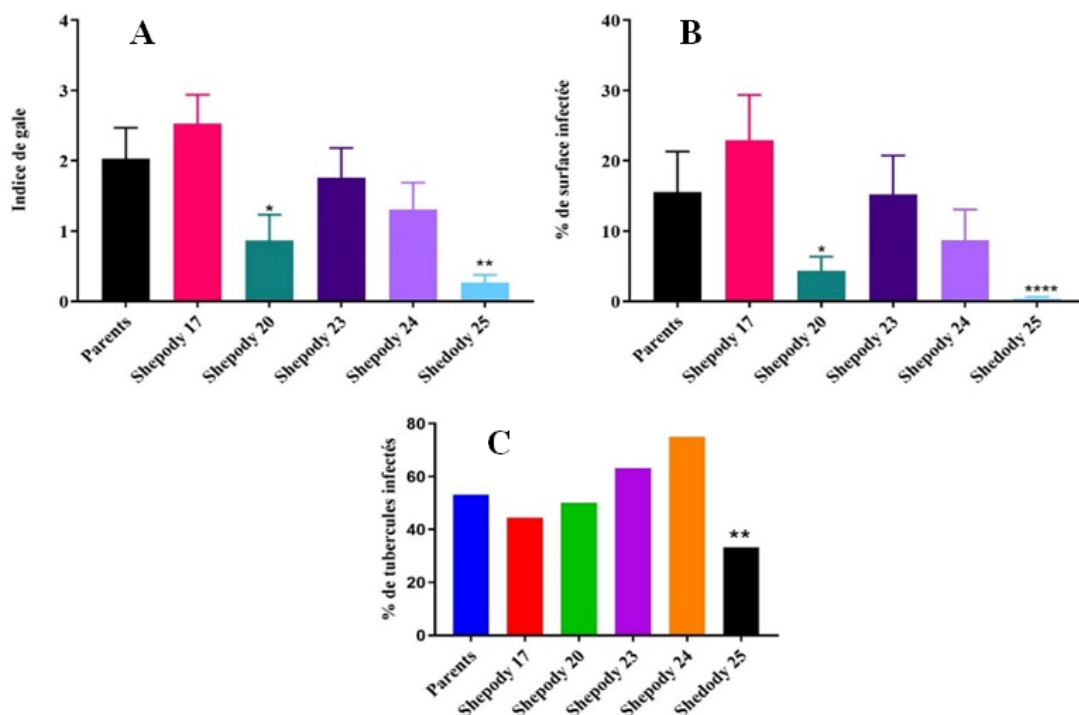 A
Indice de gale
4
3
2
1
0
*
**
Parents
Shepody 17
Shepody 20
Shepody 23
Shepody 24
Shedody 25
B
% de surface infectée
40
30
20
10
0
*
****
Parents
Shepody 17
Shepody 20
Shepody 23
Shepody 24
Shedody 25
C
% de tubercules infectés
80
60
40
20
0
**
Parents
Shepody 17
Shepody 20
Shepody 23
Shepody 24
Shedody 25